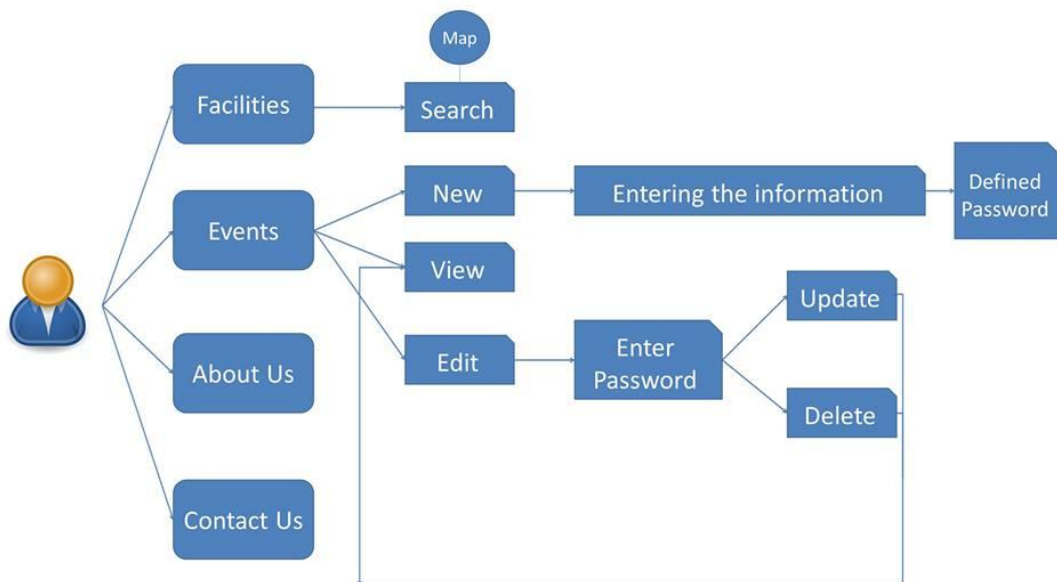 Map
Facilities
Search
New
Entering the information
Defined
Password
Events
View
Update
Edit
Enter
Password
About Us
Delete
Contact Us